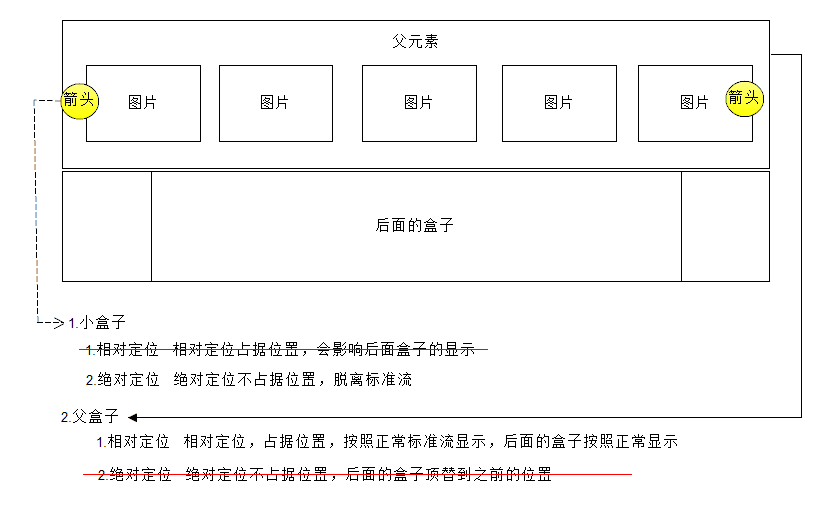 父元素
箭头 图片 图片 图片 图片 图片 箭头
后面的盒子
1.小盒子
1.相对定位 相对定位占据位置，会影响后面盒子的显示
2.绝对定位 绝对定位不占据位置，脱离标准流
2.父盒子
1.相对定位 相对定位，占据位置，按照正常标准流显示，后面的盒子按照正常显示
2.绝对定位 绝对定位不占据位置，后面的盒子顶替到之前的位置